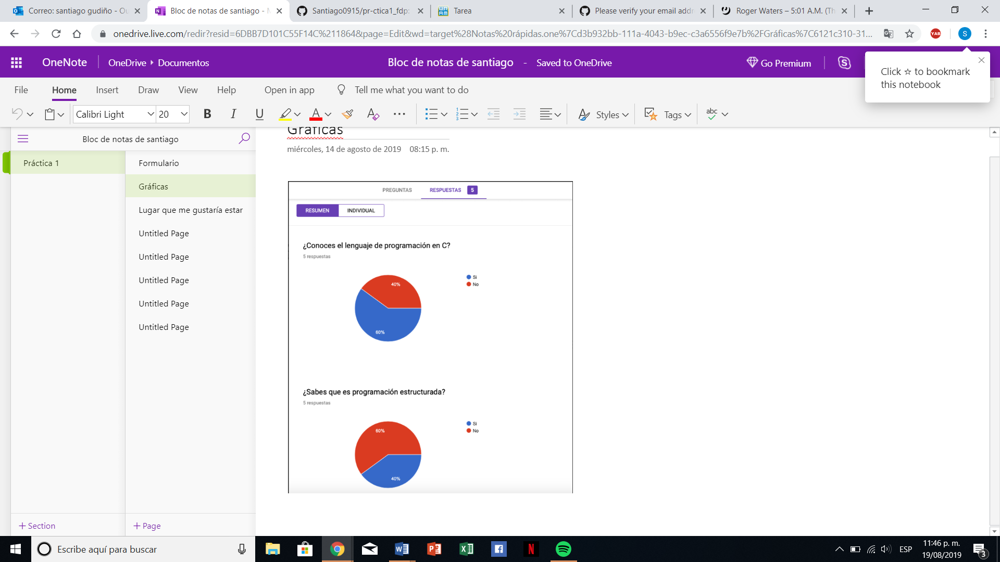 Correo: santiago gudiño - Ou
Bloc de notas de santiago - M
Santiago0915/pr-ctica1_fdp:
Tarea
Please verify your email addr
Roger Waters – 5:01 A.M. (Th
onedrive.live.com/redir?resid=6DBB7D101C55F14C%211864&page=Edit&wd=target%28Notas%20rápidas.one%7Cd3b932bb-111a-4043-b9ec-c3a6556f9e7b%2FGráficas%7C6121c310-31...
YAB
S
OneNote
OneDrive Documentos
Bloc de notas de santiago - Saved to OneDrive
Go Premium
Click ☆ to bookmark
this notebook
File Home Insert Draw View Help Open in app Tell me what you want to do
Calibri Light 20 B I U A Styles Tags abc
Bloc de notas de santiago
Práctica 1
Formulario
Gráficas
Lugar que me gustaría estar
Untitled Page
Untitled Page
Untitled Page
Untitled Page
Untitled Page
+ Section
+ Page
Gráficas
miércoles, 14 de agosto de 2019 08:15 p. m.
PREGUNTAS RESPUESTAS 5
RESUMEN INDIVIDUAL
¿Conoces el lenguaje de programación en C?
5 respuestas
Si
No
40%
60%
¿Sabes que es programación estructurada?
5 respuestas
Si
No
60%
40%
Escribe aquí para buscar
ESP
11:46 p. m.
19/08/2019
3